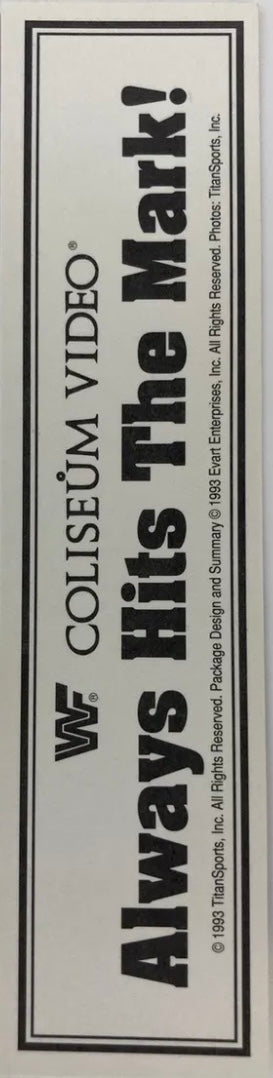 WF® COLISEUM VIDEO®
Always Hits The Mark!
© 1993 TitanSports, Inc. All Rights Reserved. Package Design and Summary © 1993 Evart Enterprises, Inc. All Rights Reserved. Photos: TitanSports, Inc.